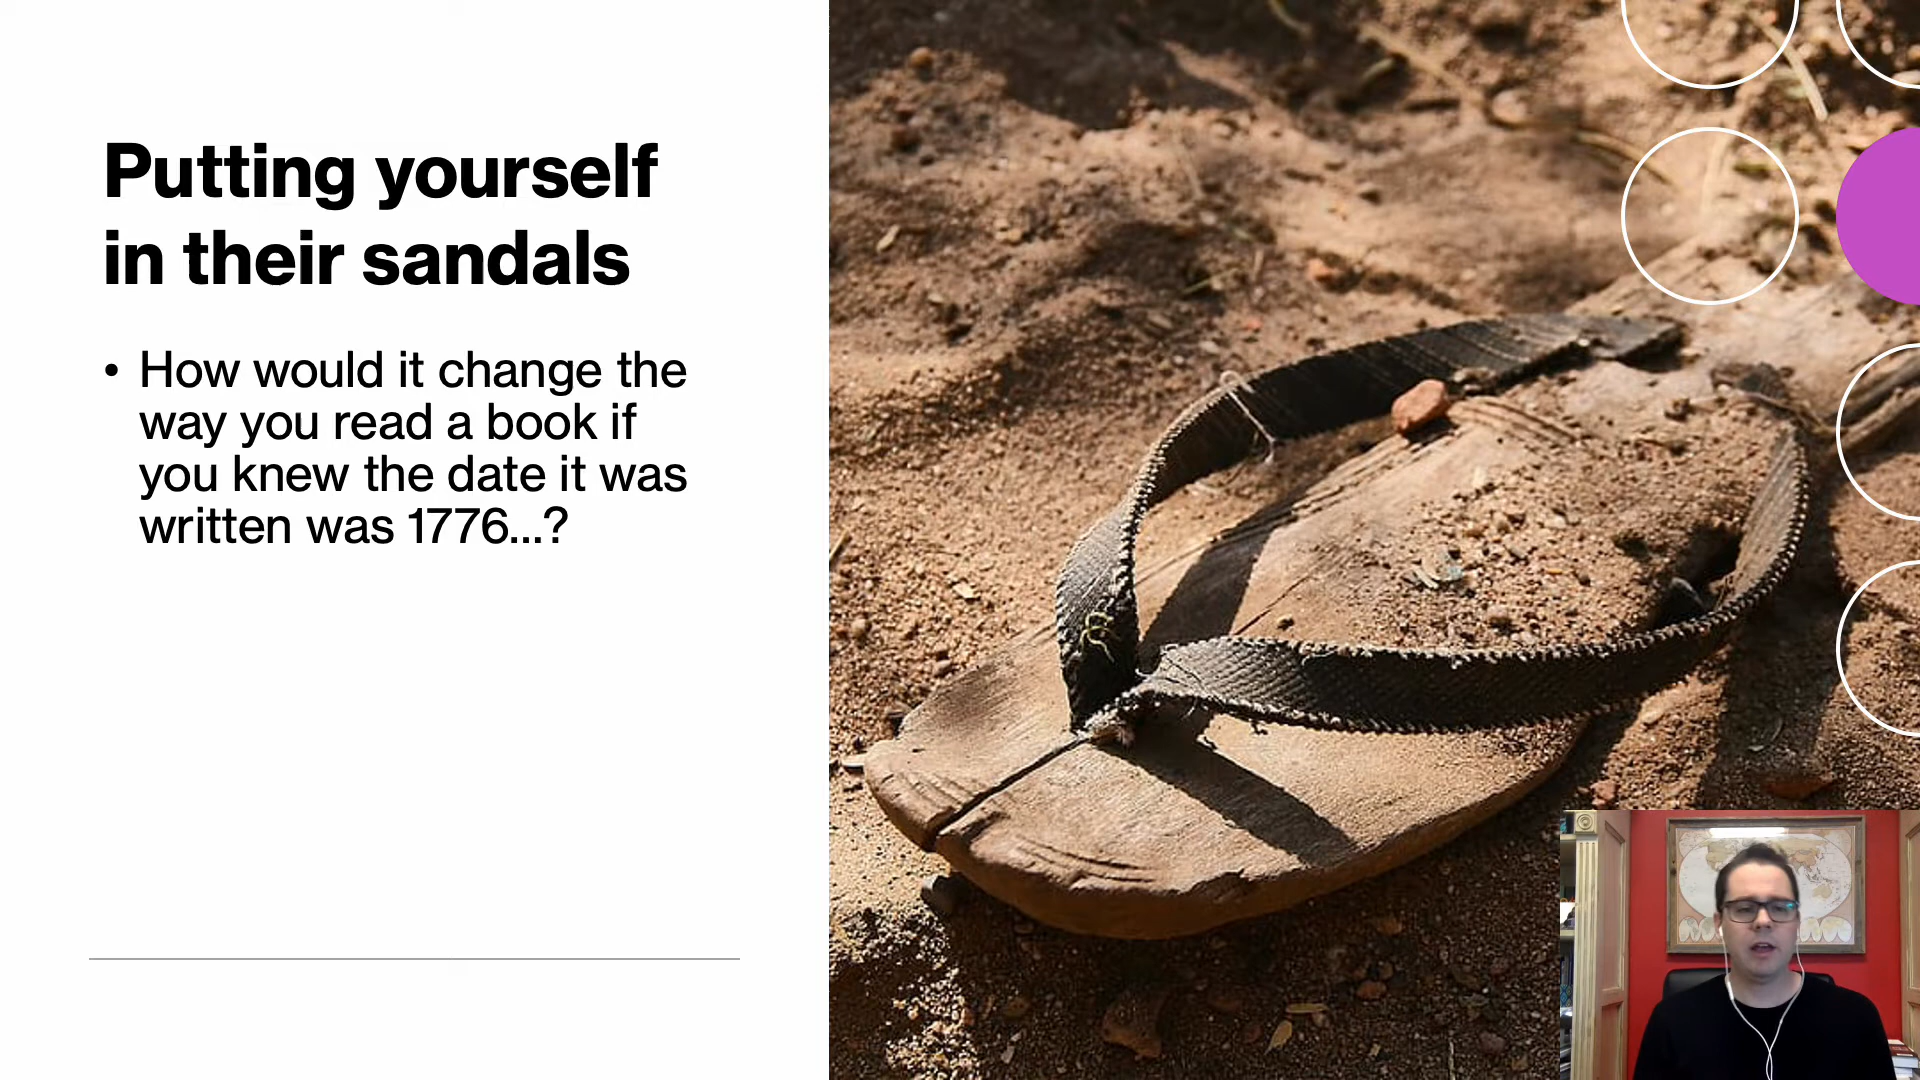 Putting yourself
in their sandals
• How would it change the
way you read a book if
you knew the date it was
written was 1776...?